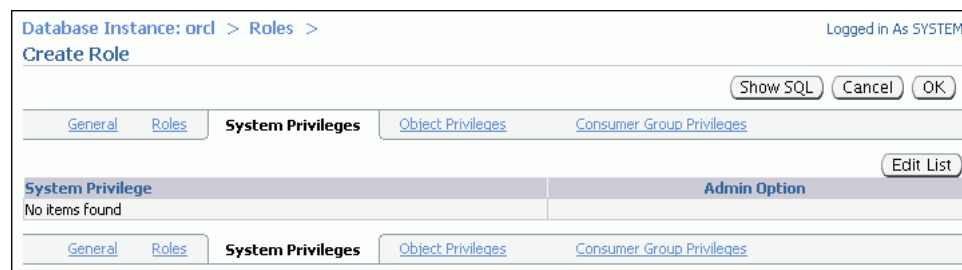 Database Instance: orcl > Roles > Logged in As SYSTEM
Create Role
Show SQL Cancel OK
General Roles System Privileges Object Privileges Consumer Group Privileges
Edit List
System Privilege Admin Option
No items found
General Roles System Privileges Object Privileges Consumer Group Privileges